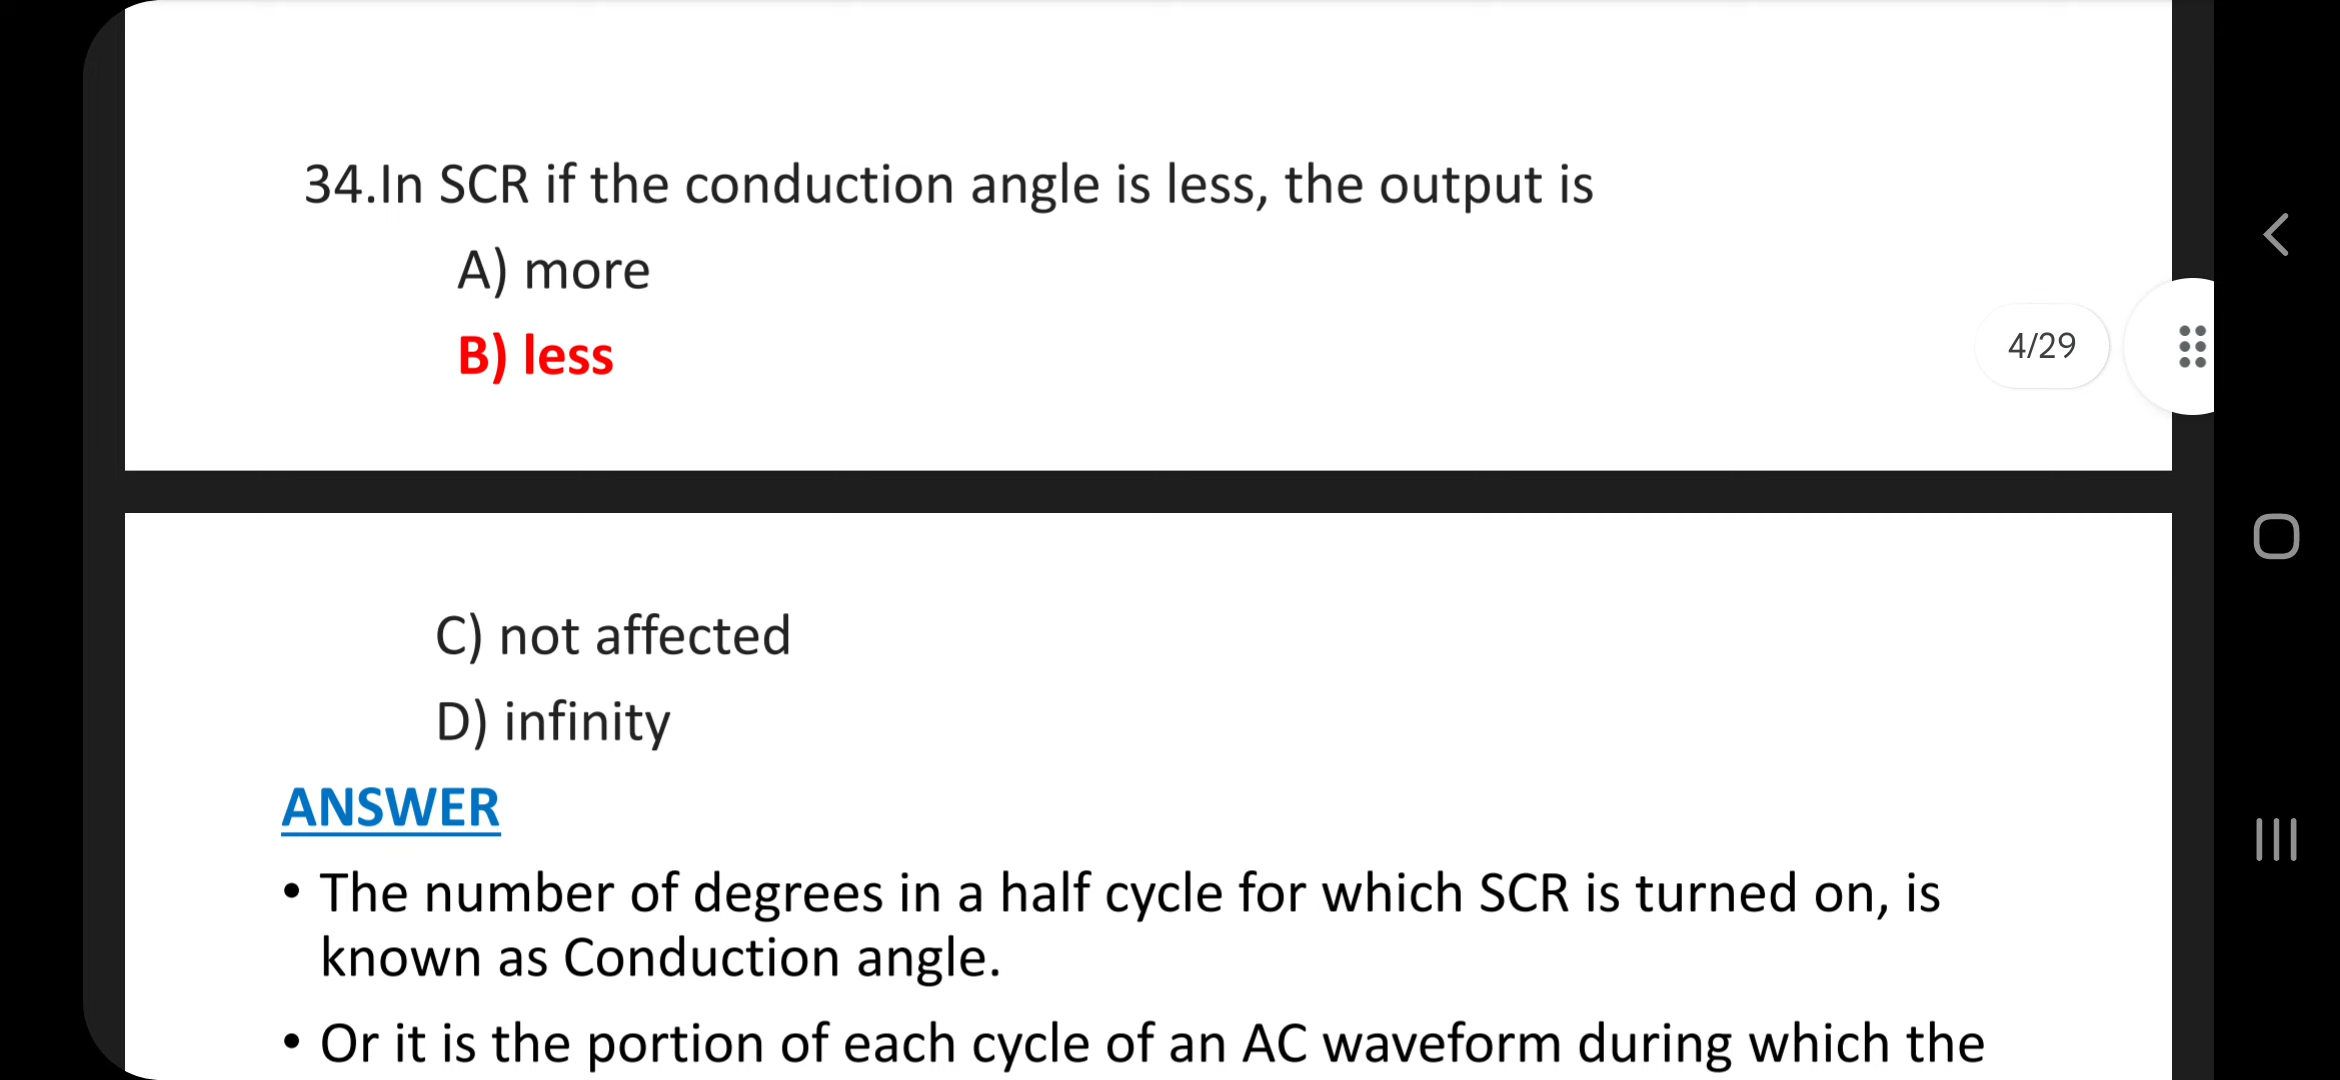 34.In SCR if the conduction angle is less, the output is
A) more
B) less
4/29
C) not affected
D) infinity
ANSWER
• The number of degrees in a half cycle for which SCR is turned on, is
known as Conduction angle.
• Or it is the portion of each cycle of an AC waveform during which the